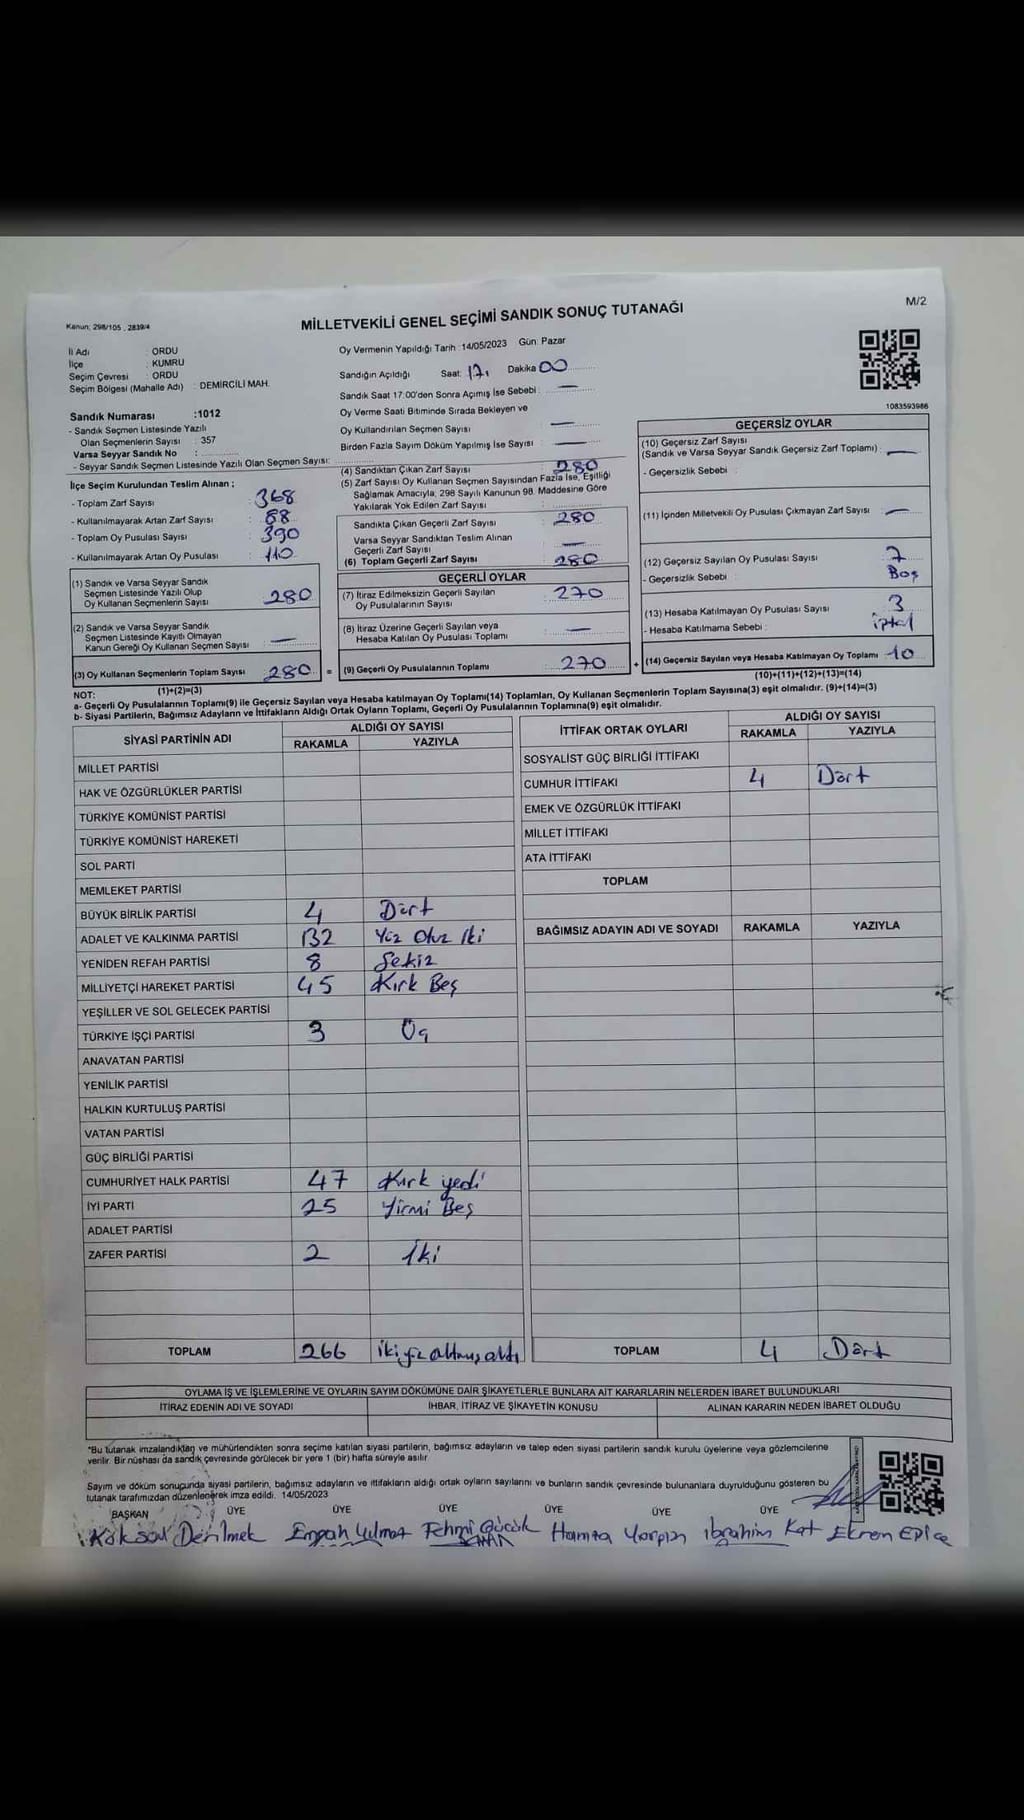 M/2
Kanun: 298/105 , 2839/4
MİLLETVEKİLİ GENEL SEÇİMİ SANDIK SONUÇ TUTANAĞI
İl Adı : ORDU
İlçe : KUMRU
Seçim Çevresi : ORDU
Seçim Bölgesi (Mahalle Adı) : DEMİRCİLİ MAH.
Sandık Numarası :1012
- Sandık Seçmen Listesinde Yazılı
Olan Seçmenlerin Sayısı : 357
Varsa Seyyar Sandık No :
- Seyyar Sandık Seçmen Listesinde Yazılı Olan Seçmen Sayısı:
İlçe Seçim Kurulundan Teslim Alınan ;
- Toplam Zarf Sayısı : 368
- Kullanılmayarak Artan Zarf Sayısı : 88
- Toplam Oy Pusulası Sayısı : 390
- Kullanılmayarak Artan Oy Pusulası : 110
(1) Sandık ve Varsa Seyyar Sandık
Seçmen Listesinde Yazılı Olup
Oy Kullanan Seçmenlerin Sayısı : 280
(2) Sandık ve Varsa Seyyar Sandık
Seçmen Listesinde Kayıtlı Olmayan
Kanun Gereği Oy Kullanan Seçmen Sayısı : —
(3) Oy Kullanan Seçmenlerin Toplam Sayısı : 280 =
(1)+(2)=(3)
Oy Vermenin Yapıldığı Tarih :14/05/2023 Gün: Pazar
Sandığın Açıldığı Saat: 17 Dakika 00
Sandık Saat 17:00'den Sonra Açımış İse Sebebi : —
Oy Verme Saati Bitiminde Sırada Bekleyen ve
Oy Kullandırılan Seçmen Sayısı : —
Birden Fazla Sayım Döküm Yapılmış İse Sayısı : —
(4) Sandıktan Çıkan Zarf Sayısı : 280
(5) Zarf Sayısı Oy Kullanan Seçmen Sayısından Fazla İse, Eşitliği
Sağlamak Amacıyla, 298 Sayılı Kanunun 98. Maddesine Göre
Yakılarak Yok Edilen Zarf Sayısı :
Sandıkta Çıkan Geçerli Zarf Sayısı : 280
Varsa Seyyar Sandıktan Teslim Alınan
Geçerli Zarf Sayısı : —
(6) Toplam Geçerli Zarf Sayısı : 280
GEÇERLİ OYLAR
(7) İtiraz Edilmeksizin Geçerli Sayılan
Oy Pusulalarının Sayısı : 270
(8) İtiraz Üzerine Geçerli Sayılan veya
Hesaba Katılan Oy Pusulası Toplamı : —
(9) Geçerli Oy Pusulalarının Toplamı : 270 +
1083593986
GEÇERSİZ OYLAR
(10) Geçersiz Zarf Sayısı
(Sandık ve Varsa Seyyar Sandık Geçersiz Zarf Toplamı) : —
- Geçersizlik Sebebi :
(11) İçinden Milletvekili Oy Pusulası Çıkmayan Zarf Sayısı : —
(12) Geçersiz Sayılan Oy Pusulası Sayısı : 7
- Geçersizlik Sebebi : Boş
(13) Hesaba Katılmayan Oy Pusulası Sayısı : 3
- Hesaba Katılmama Sebebi : iptal
(14) Geçersiz Sayılan veya Hesaba Katılmayan Oy Toplamı : 10
(10)+(11)+(12)+(13)=(14)
NOT:
a- Geçerli Oy Pusulalarının Toplamı(9) ile Geçersiz Sayılan veya Hesaba katılmayan Oy Toplamı(14) Toplamları, Oy Kullanan Seçmenlerin Toplam Sayısına(3) eşit olmalıdır. (9)+(14)=(3)
b- Siyasi Partilerin, Bağımsız Adayların ve İttifakların Aldığı Ortak Oyların Toplamı, Geçerli Oy Pusulalarının Toplamına(9) eşit olmalıdır.
SİYASİ PARTİNİN ADI ALDIĞI OY SAYISI
RAKAMLA YAZIYLA
MİLLET PARTİSİ
HAK VE ÖZGÜRLÜKLER PARTİSİ
TÜRKİYE KOMÜNİST PARTİSİ
TÜRKİYE KOMÜNİST HAREKETİ
SOL PARTİ
MEMLEKET PARTİSİ
BÜYÜK BİRLİK PARTİSİ 4 Dört
ADALET VE KALKINMA PARTİSİ 132 Yüz Otuz iki
YENİDEN REFAH PARTİSİ 8 Sekiz
MİLLİYETÇİ HAREKET PARTİSİ 45 Kırk Beş
YEŞİLLER VE SOL GELECEK PARTİSİ
TÜRKİYE İŞÇİ PARTİSİ 3 Üç
ANAVATAN PARTİSİ
YENİLİK PARTİSİ
HALKIN KURTULUŞ PARTİSİ
VATAN PARTİSİ
GÜÇ BİRLİĞİ PARTİSİ
CUMHURİYET HALK PARTİSİ 47 Kırk yedi
İYİ PARTİ 25 Yirmi Beş
ADALET PARTİSİ
ZAFER PARTİSİ 2 İki
TOPLAM 266 ikiyüz altmış altı
İTTİFAK ORTAK OYLARI ALDIĞI OY SAYISI
RAKAMLA YAZIYLA
SOSYALİST GÜÇ BİRLİĞİ İTTİFAKI
CUMHUR İTTİFAKI 4 Dört
EMEK VE ÖZGÜRLÜK İTTİFAKI
MİLLET İTTİFAKI
ATA İTTİFAKI
TOPLAM
BAĞIMSIZ ADAYIN ADI VE SOYADI RAKAMLA YAZIYLA
TOPLAM 4 Dört
OYLAMA İŞ VE İŞLEMLERİNE VE OYLARIN SAYIM DÖKÜMÜNE DAİR ŞİKAYETLERLE BUNLARA AİT KARARLARIN NELERDEN İBARET BULUNDUKLARI
İTİRAZ EDENİN ADI VE SOYADI İHBAR, İTİRAZ VE ŞİKAYETİN KONUSU ALINAN KARARIN NEDEN İBARET OLDUĞU
*Bu tutanak imzalandıktan ve mühürlendikten sonra seçime katılan siyasi partilerin, bağımsız adayların ve talep eden siyasi partilerin sandık kurulu üyelerine veya gözlemcilerine
verilir. Bir nüshası da sandık çevresinde görülecek bir yere 1 (bir) hafta süreyle asılır
Sayım ve döküm sonucunda siyasi partilerin, bağımsız adayların ve ittifakların aldığı ortak oyların sayılarını ve bunların sandık çevresinde bulunanlara duyrulduğunu gösteren bu
tutanak tarafımızdan düzenlenerek imza edildi. 14/05/2023
BAŞKAN ÜYE ÜYE ÜYE ÜYE ÜYE ÜYE
Köksal Yılmaz Fehmi Hamza İbrahim Kat Ekrem